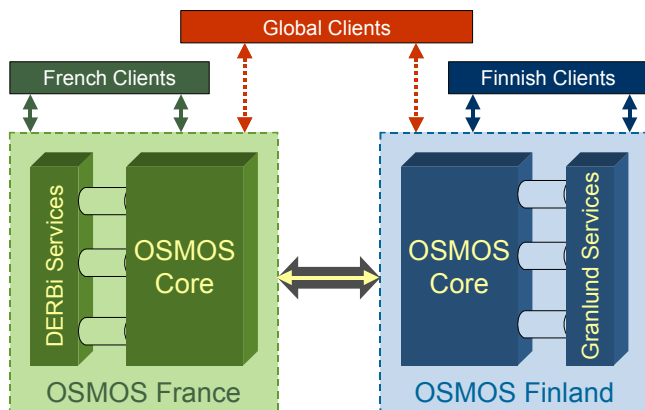 Global Clients
French Clients
Finnish Clients
DERBi Services
OSMOS
Core
OSMOS
Core
Granlund Services
OSMOS France
OSMOS Finland